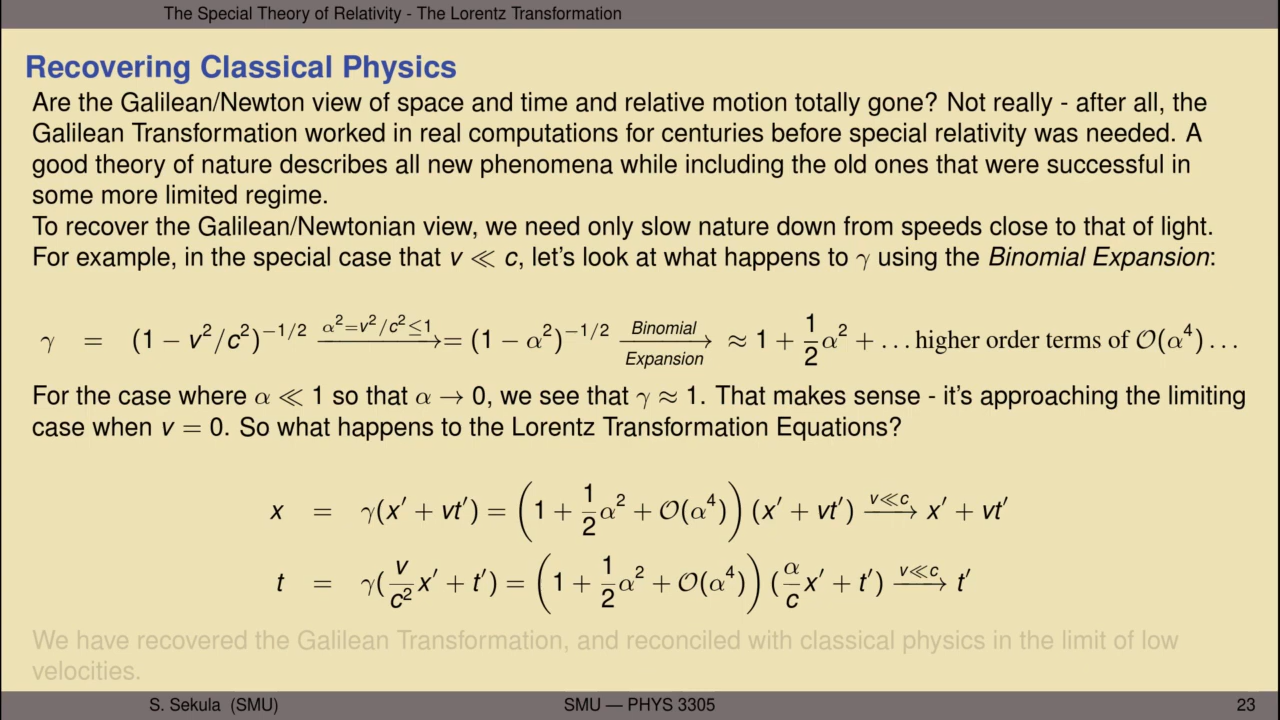 The Special Theory of Relativity - The Lorentz Transformation
Recovering Classical Physics
Are the Galilean/Newton view of space and time and relative motion totally gone? Not really - after all, the
Galilean Transformation worked in real computations for centuries before special relativity was needed. A
good theory of nature describes all new phenomena while including the old ones that were successful in
some more limited regime.
To recover the Galilean/Newtonian view, we need only slow nature down from speeds close to that of light.
For example, in the special case that v ≪ c, let's look at what happens to γ using the Binomial Expansion:
γ = (1 − v²/c²)^−1/2 —α²=v²/c²≤1→= (1 − α²)^−1/2 —Binomial Expansion→ ≈ 1 + 1/2 α² + ... higher order terms of 𝒪(α⁴) ...
For the case where α ≪ 1 so that α → 0, we see that γ ≈ 1. That makes sense - it's approaching the limiting
case when v = 0. So what happens to the Lorentz Transformation Equations?
x = γ(x′ + vt′) = (1 + 1/2 α² + 𝒪(α⁴)) (x′ + vt′) —v≪c→ x′ + vt′
t = γ(v/c² x′ + t′) = (1 + 1/2 α² + 𝒪(α⁴)) (α/c x′ + t′) —v≪c→ t′
We have recovered the Galilean Transformation, and reconciled with classical physics in the limit of low
velocities.
S. Sekula (SMU) SMU — PHYS 3305 23